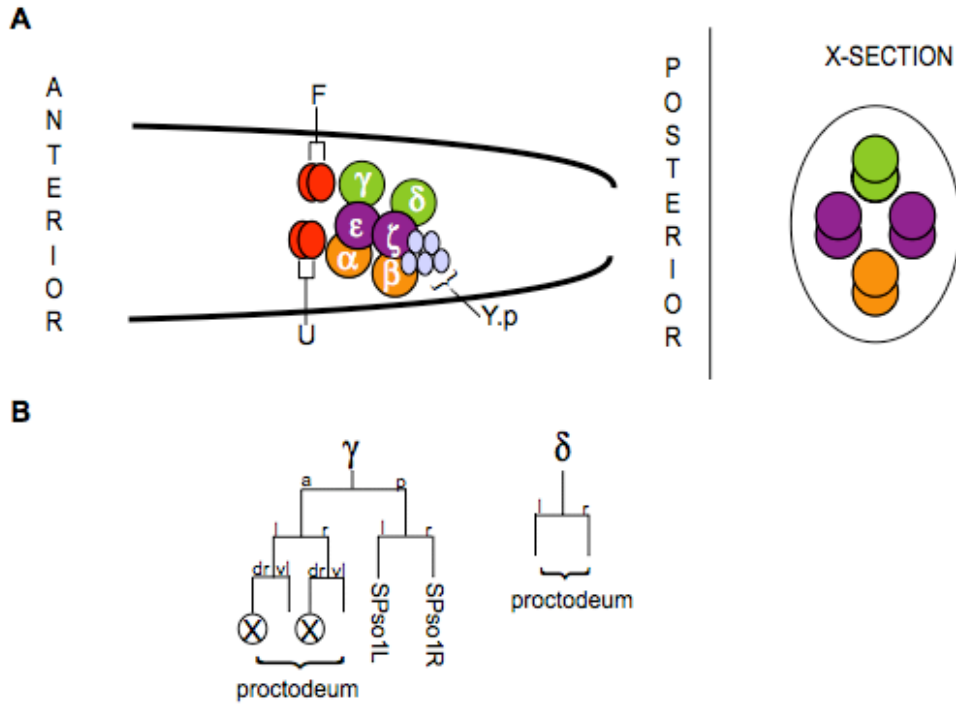 A
ANTERIOR
F
γ
δ
ε
ζ
α
β
U
Y.p
POSTERIOR
X-SECTION
B
γ
δ
a p
l r l r
l r
dr vl dr vl
X X
SPso1L
SPso1R
proctodeum
proctodeum